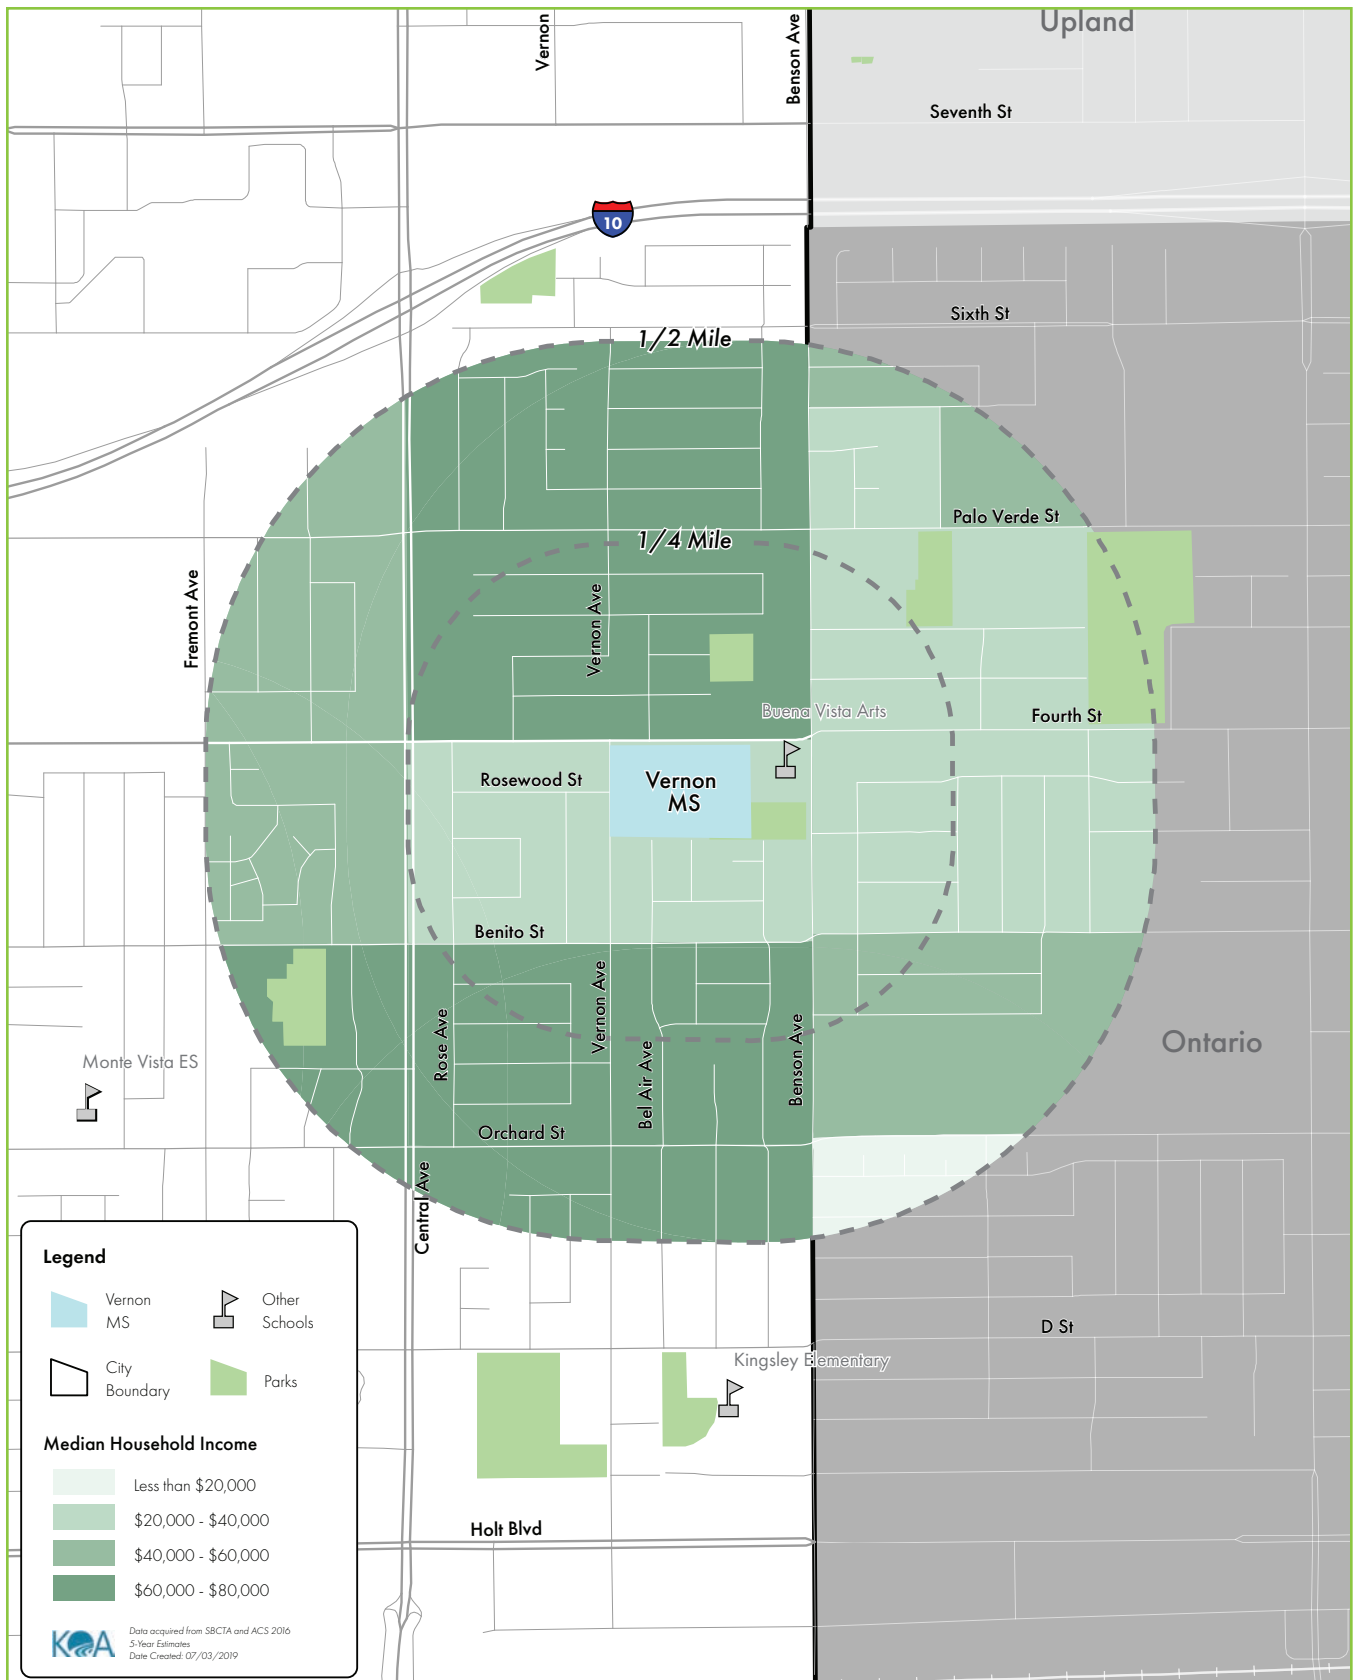 Upland
Vernon
Benson Ave
Seventh St
10
Sixth St
1/2 Mile
Palo Verde St
1/4 Mile
Fremont Ave
Vernon Ave
Buena Vista Arts
Fourth St
Rosewood St
Vernon
MS
Benito St
Vernon Ave
Rose Ave
Bel Air Ave
Benson Ave
Ontario
Monte Vista ES
Orchard St
Central Ave
D St
Kingsley Elementary
Holt Blvd
Legend
Vernon
MS
Other
Schools
City
Boundary
Parks
Median Household Income
Less than $20,000
$20,000 - $40,000
$40,000 - $60,000
$60,000 - $80,000
KOA
Data acquired from SBCTA and ACS 2016
5-Year Estimates
Date Created: 07/03/2019